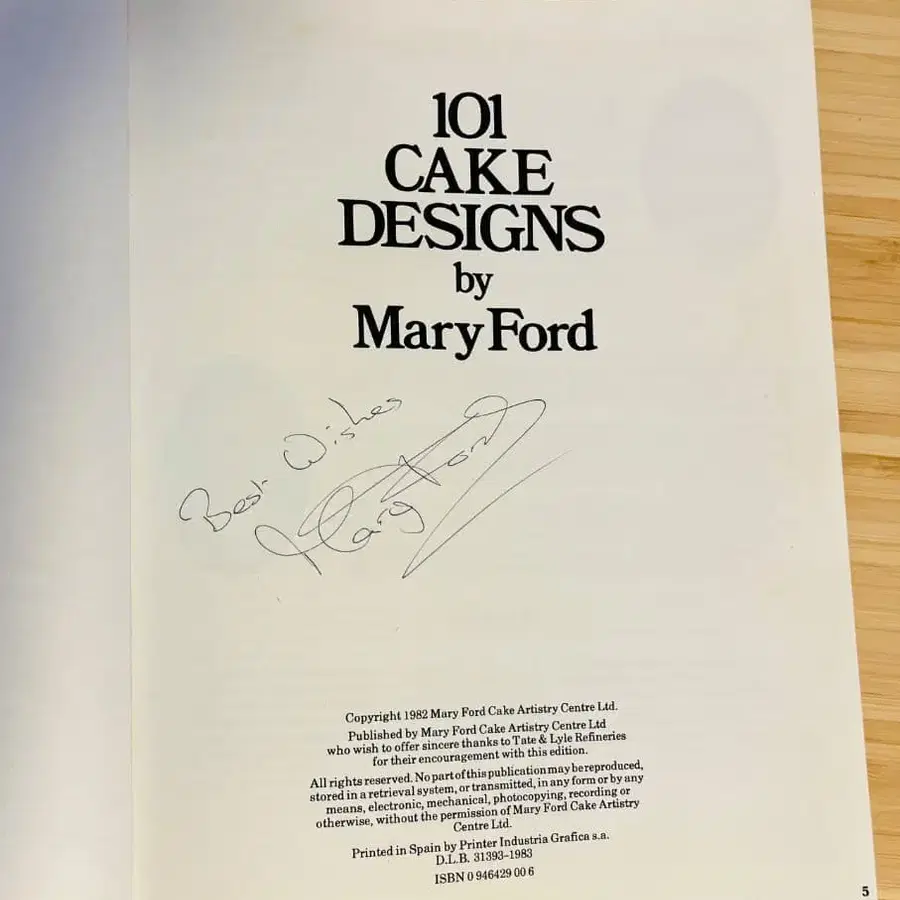 101
CAKE
DESIGNS
by
Mary Ford
Best Wishes
Mary Ford
Copyright 1982 Mary Ford Cake Artistry Centre Ltd.
Published by Mary Ford Cake Artistry Centre Ltd
who wish to offer sincere thanks to Tate & Lyle Refineries
for their encouragement with this edition.
All rights reserved. No part of this publication may be reproduced,
stored in a retrieval system, or transmitted, in any form or by any
means, electronic, mechanical, photocopying, recording or
otherwise, without the permission of Mary Ford Cake Artistry
Centre Ltd.
Printed in Spain by Printer Industria Grafica s.a.
D.L.B. 31393-1983
ISBN 0 946429 00 6
5